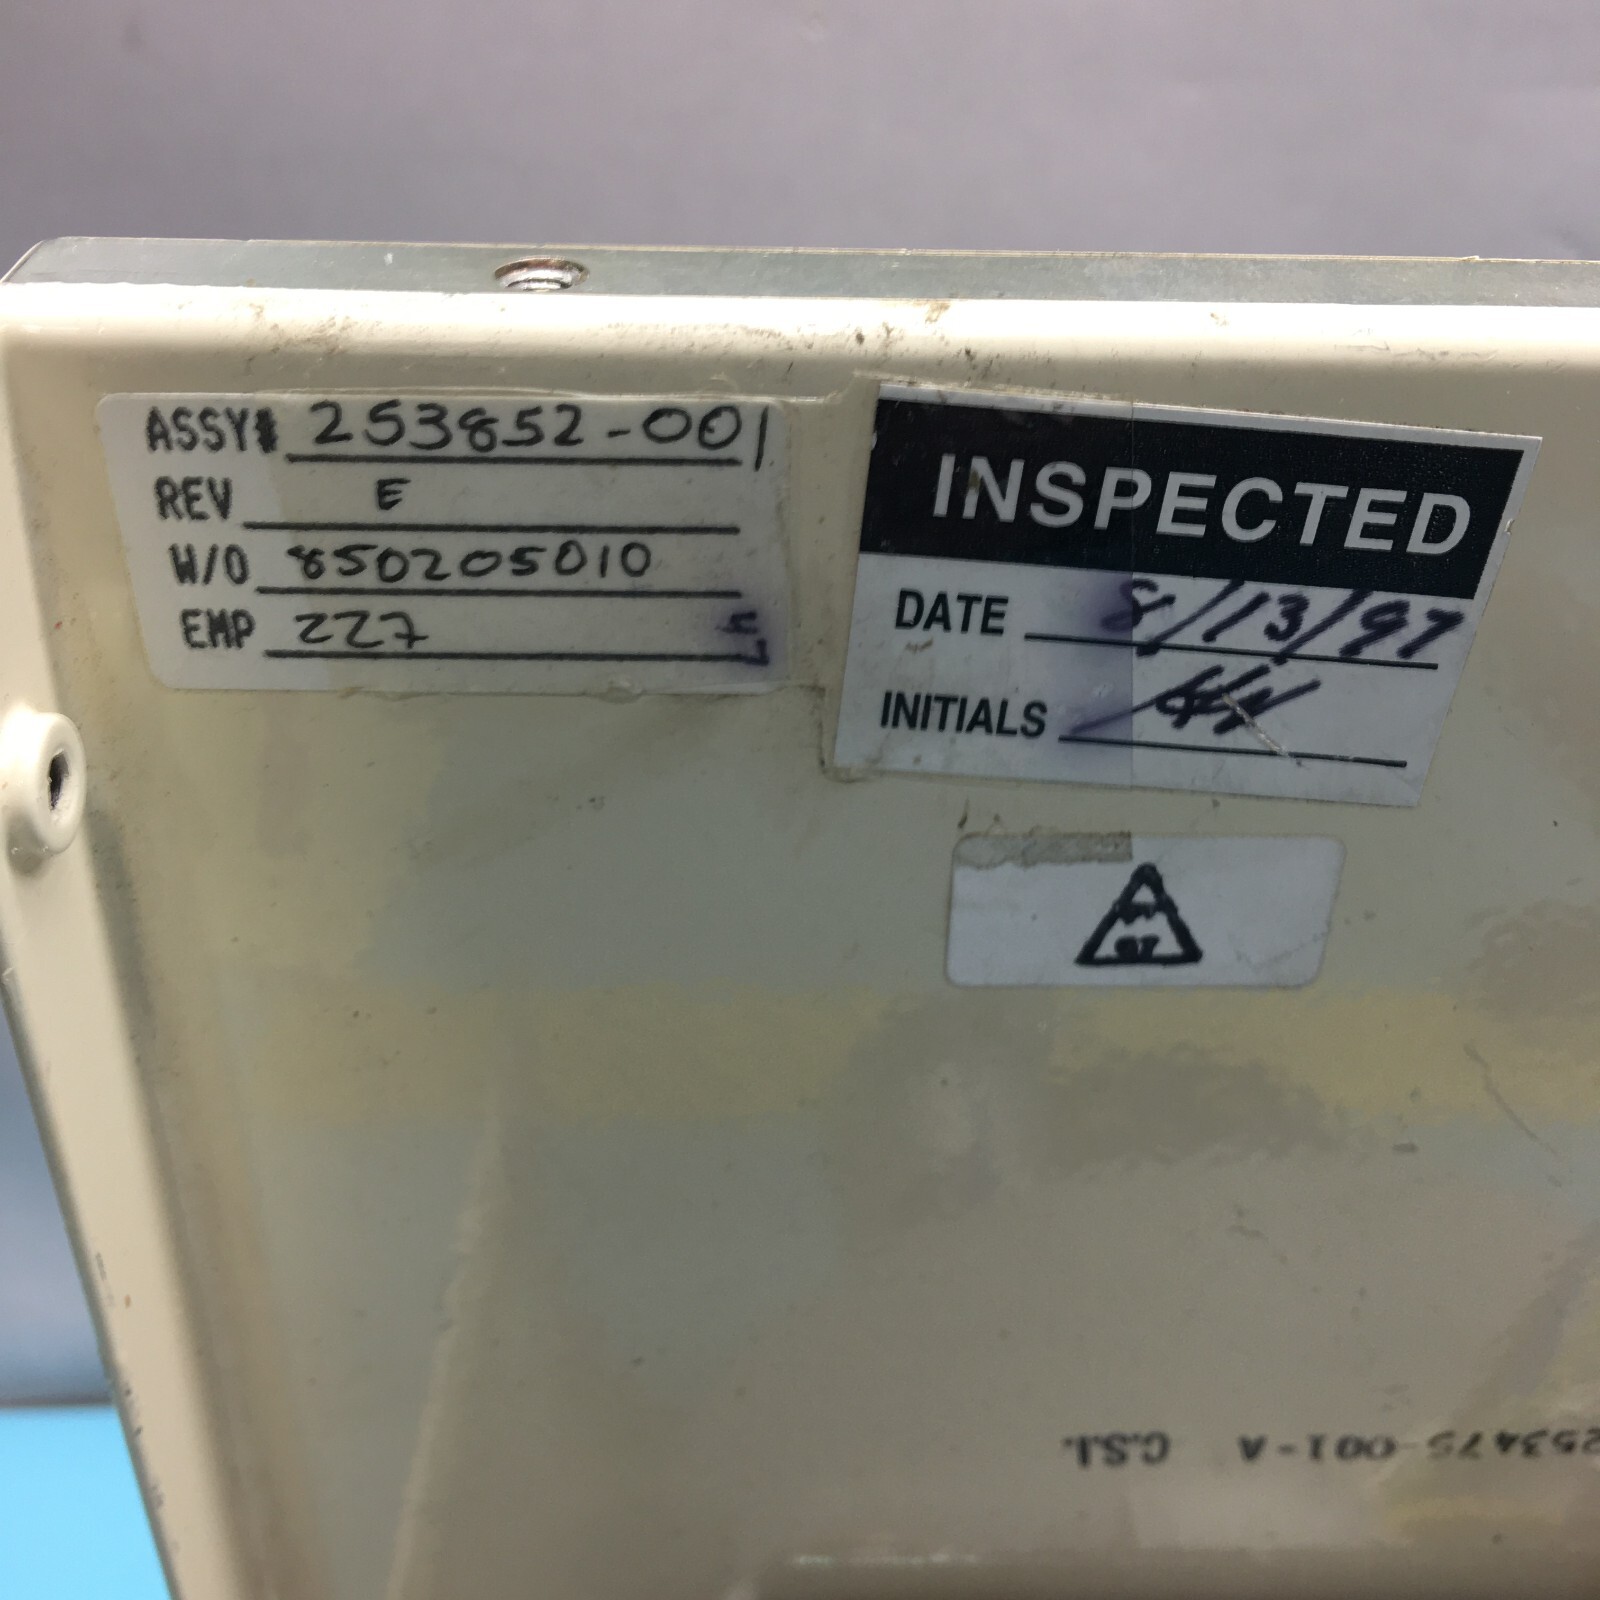 ASSY# 253852-001
REV E
W/O 850205010
EMP 227
INSPECTED
DATE 8/13/97
INITIALS
253475-001-A C.S.I.